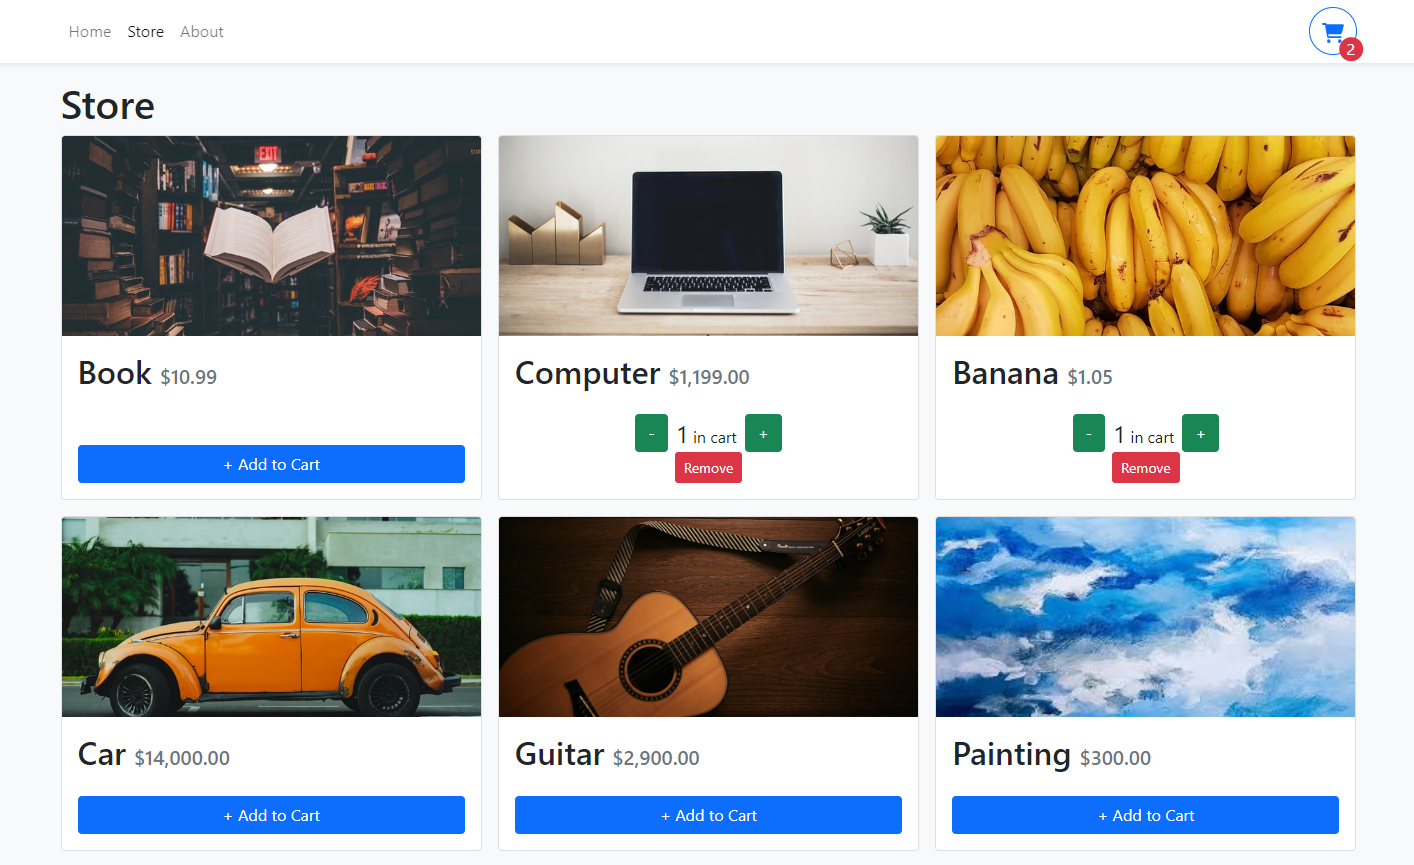 Home Store About
2
Store
EXIT
Book $10.99
+ Add to Cart
Computer $1,199.00
- 1 in cart +
Remove
Banana $1.05
- 1 in cart +
Remove
Car $14,000.00
+ Add to Cart
Guitar $2,900.00
+ Add to Cart
Painting $300.00
+ Add to Cart